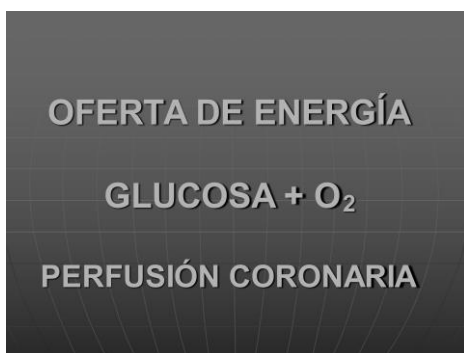 OFERTA DE ENERGÍA
GLUCOSA + O₂
PERFUSIÓN CORONARIA